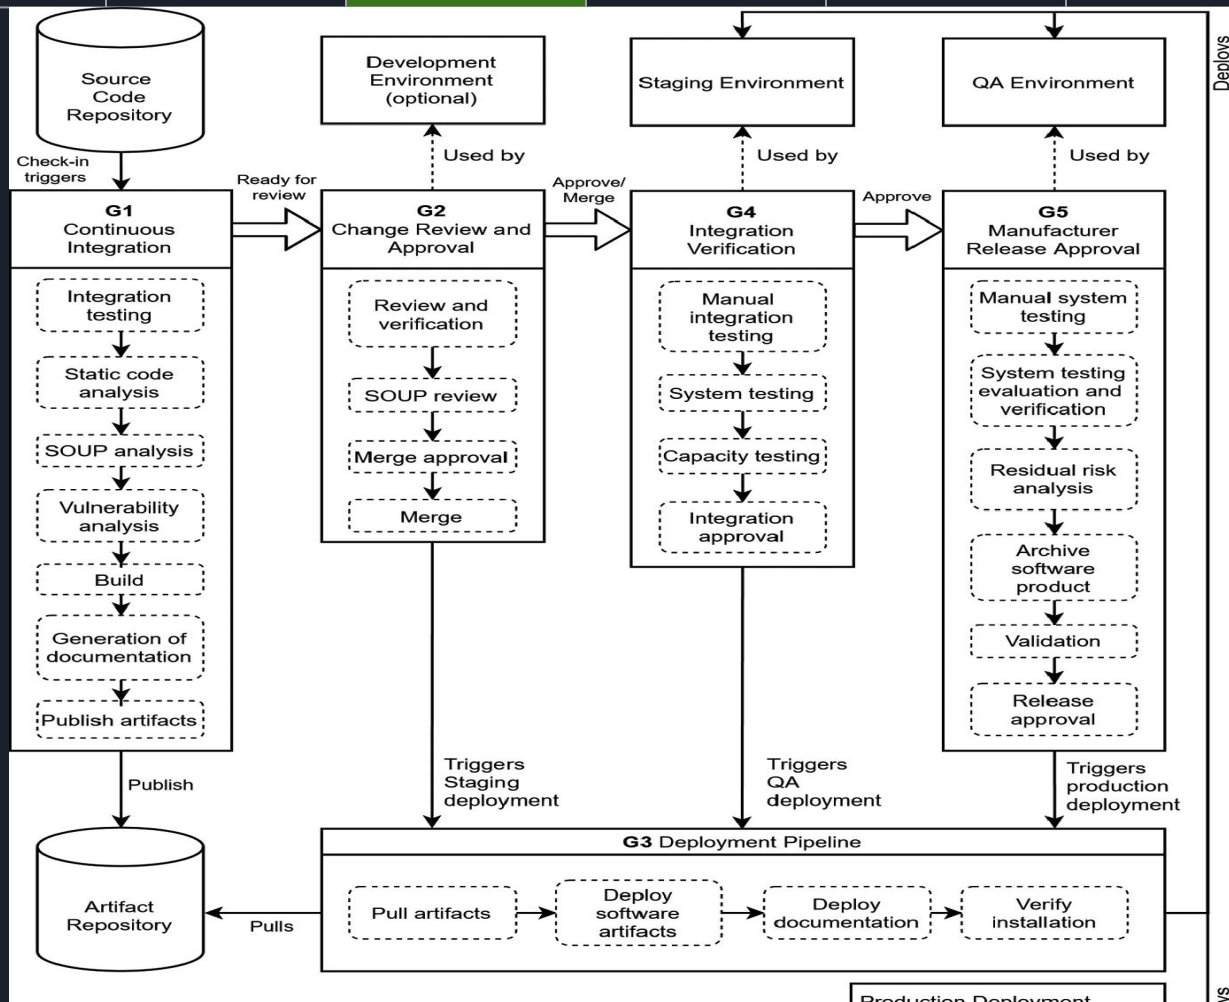 Source
Code
Repository
Development
Environment
(optional)
Staging Environment
QA Environment
Deploys
Check-in
triggers
Used by
Used by
Used by
Ready for
review
Approve/
Merge
Approve
G1
Continuous
Integration
Integration
testing
Static code
analysis
SOUP analysis
Vulnerability
analysis
Build
Generation of
documentation
Publish artifacts
G2
Change Review and
Approval
Review and
verification
SOUP review
Merge approval
Merge
G4
Integration
Verification
Manual
integration
testing
System testing
Capacity testing
Integration
approval
G5
Manufacturer
Release Approval
Manual system
testing
System testing
evaluation and
verification
Residual risk
analysis
Archive
software
product
Validation
Release
approval
Publish
Triggers
Staging
deployment
Triggers
QA
deployment
Triggers
production
deployment
Artifact
Repository
Pulls
G3 Deployment Pipeline
Pull artifacts
Deploy
software
artifacts
Deploy
documentation
Verify
installation
Production Deployment